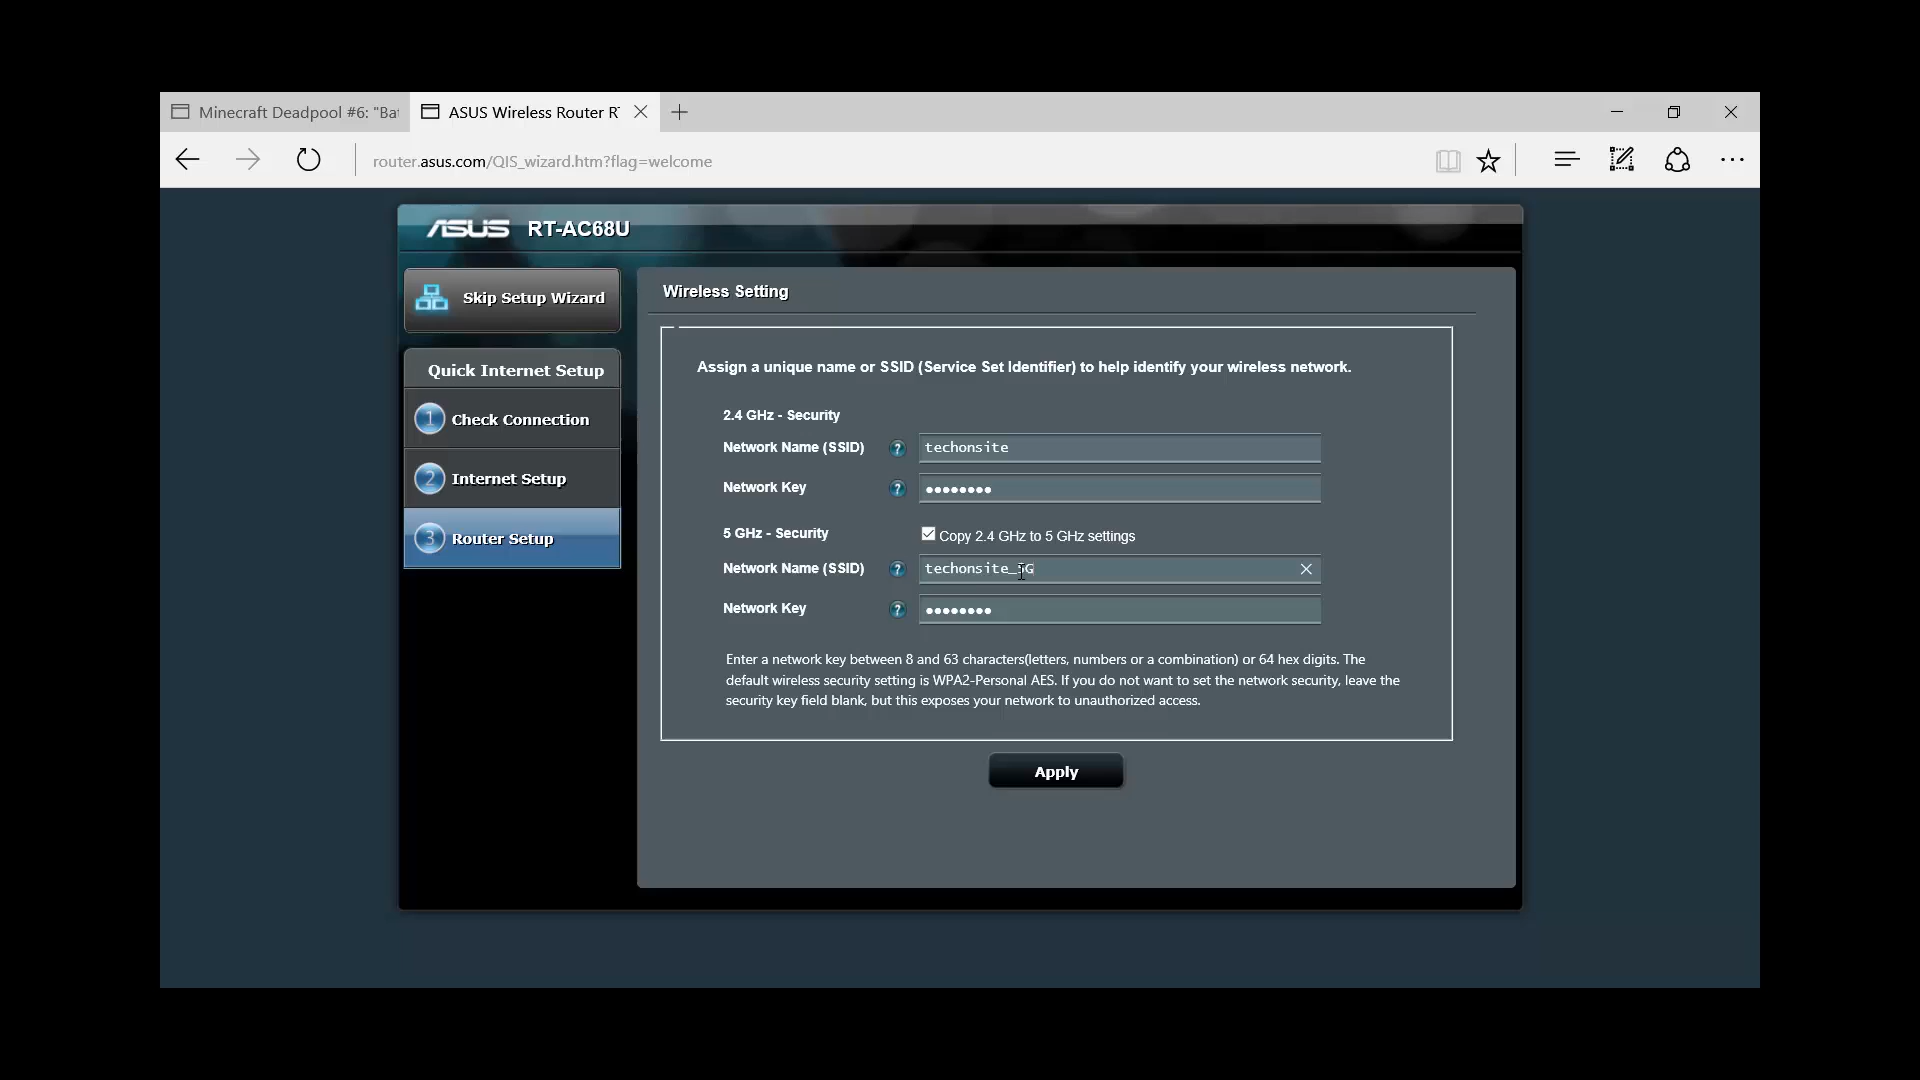 Minecraft Deadpool #6: "Bat
ASUS Wireless Router R
router.asus.com/QIS_wizard.htm?flag=welcome
ASUS RT-AC68U
Skip Setup Wizard
Quick Internet Setup
1 Check Connection
2 Internet Setup
3 Router Setup
Wireless Setting
Assign a unique name or SSID (Service Set Identifier) to help identify your wireless network.
2.4 GHz - Security
Network Name (SSID) ? techonsite
Network Key ? ••••••••
5 GHz - Security Copy 2.4 GHz to 5 GHz settings
Network Name (SSID) ? techonsite_5G
Network Key ? ••••••••
Enter a network key between 8 and 63 characters(letters, numbers or a combination) or 64 hex digits. The
default wireless security setting is WPA2-Personal AES. If you do not want to set the network security, leave the
security key field blank, but this exposes your network to unauthorized access.
Apply